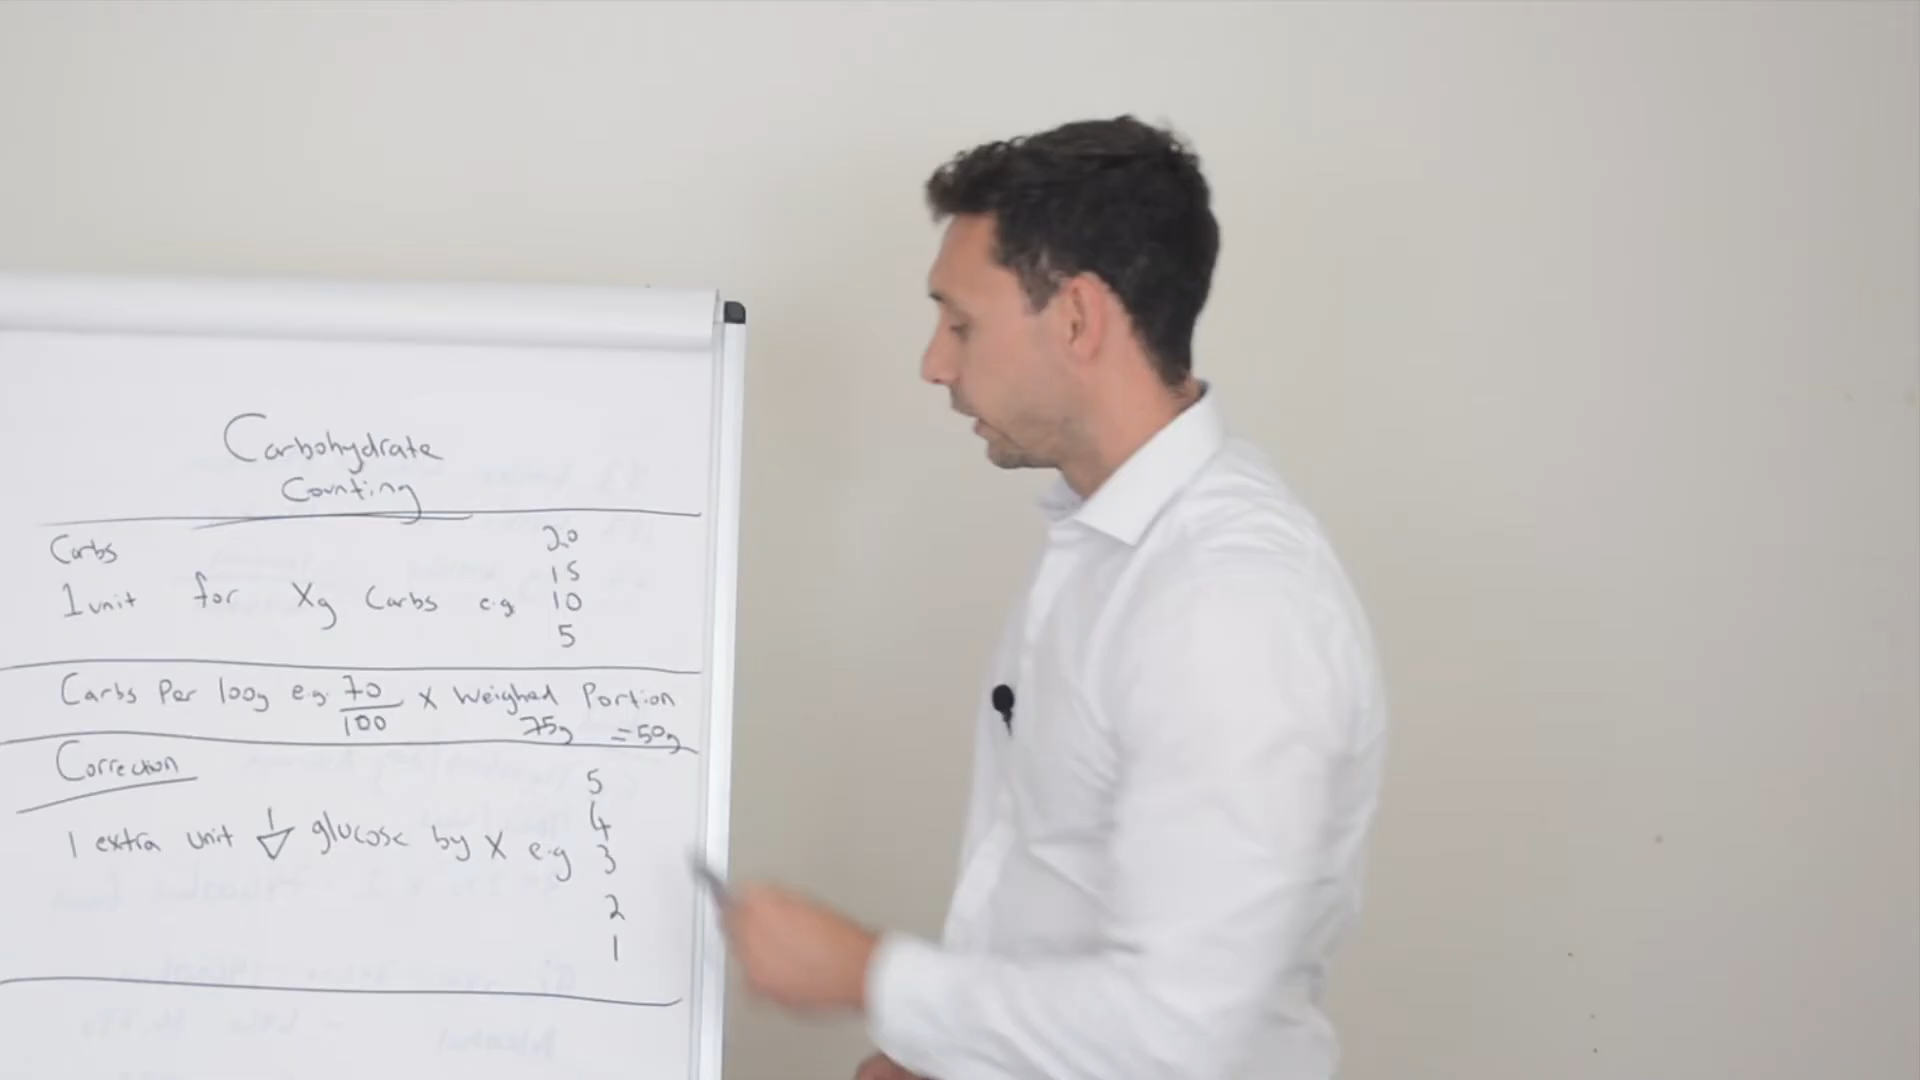 Carbohydrate
Counting
Carbs
20
15
1 unit for Xg Carbs e.g 10
5
Carbs Per 100g e.g. 70/100 X Weighed Portion
75g =50g
Correction
5
4
1 extra unit ↓ glucose by X e.g 3
2
1